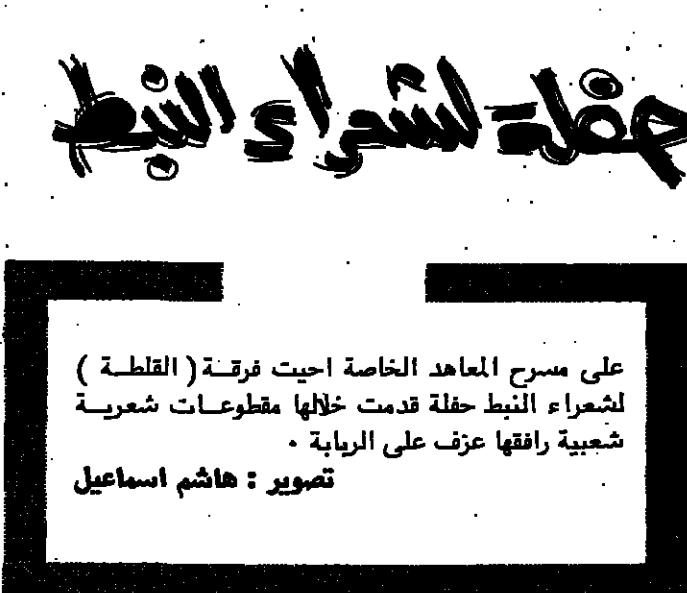 حفلة لشعراء النبط
على مسرح المعاهد الخاصة احيت فرقة ( القلطة )
لشعراء النبط حفلة قدمت خلالها مقطوعات شعرية
شعبية رافقها عزف على الربابة .
تصوير : هاشم اسماعيل